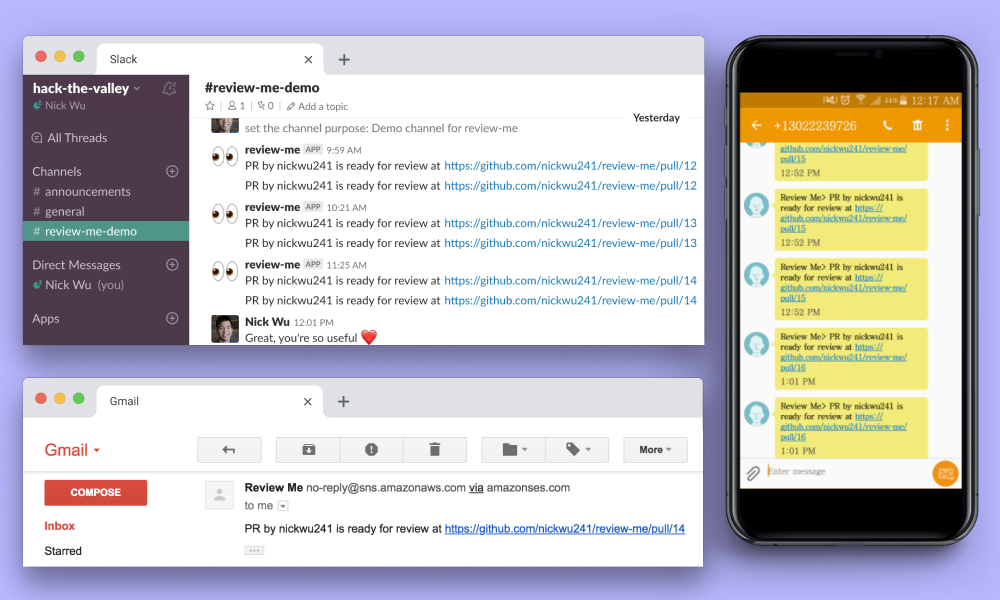 Slack
hack-the-valley
Nick Wu
All Threads
Channels
# announcements
# general
# review-me-demo
Direct Messages
Nick Wu (you)
Apps
#review-me-demo
1 | 0 | Add a topic
set the channel purpose: Demo channel for review-me
Yesterday
review-me APP 9:59 AM
PR by nickwu241 is ready for review at https://github.com/nickwu241/review-me/pull/12
PR by nickwu241 is ready for review at https://github.com/nickwu241/review-me/pull/12
review-me APP 10:21 AM
PR by nickwu241 is ready for review at https://github.com/nickwu241/review-me/pull/13
PR by nickwu241 is ready for review at https://github.com/nickwu241/review-me/pull/13
review-me APP 11:25 AM
PR by nickwu241 is ready for review at https://github.com/nickwu241/review-me/pull/14
PR by nickwu241 is ready for review at https://github.com/nickwu241/review-me/pull/14
Nick Wu 12:01 PM
Great, you're so useful ❤️
Gmail
Gmail
More
COMPOSE
Inbox
Starred
Review Me no-reply@sns.amazonaws.com via amazonses.com
to me
PR by nickwu241 is ready for review at https://github.com/nickwu241/review-me/pull/14
44% 12:17 AM
+13022239726
github.com/nickwu241/review-me/
pull/15
12:52 PM
Review Me> PR by nickwu241 is
ready for review at https://
github.com/nickwu241/review-me/
pull/15
12:52 PM
Review Me> PR by nickwu241 is
ready for review at https://
github.com/nickwu241/review-me/
pull/15
12:52 PM
Review Me> PR by nickwu241 is
ready for review at https://
github.com/nickwu241/review-me/
pull/16
1:01 PM
Review Me> PR by nickwu241 is
ready for review at https://
github.com/nickwu241/review-me/
pull/16
1:01 PM
Enter message